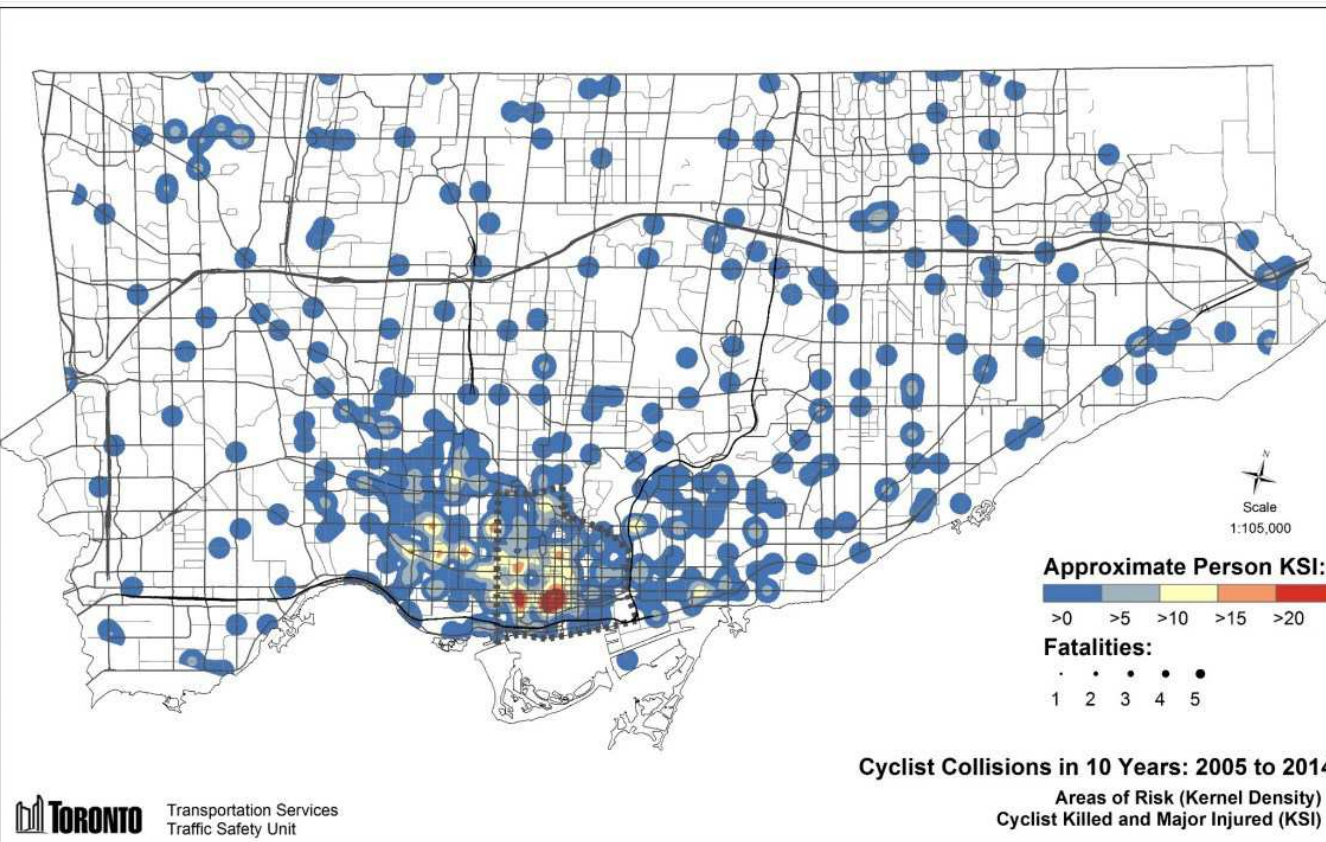 N
Scale
1:105,000
Approximate Person KSI:
>0 >5 >10 >15 >20
Fatalities:
1 2 3 4 5
Cyclist Collisions in 10 Years: 2005 to 2014
Areas of Risk (Kernel Density)
Cyclist Killed and Major Injured (KSI)
TORONTO
Transportation Services
Traffic Safety Unit